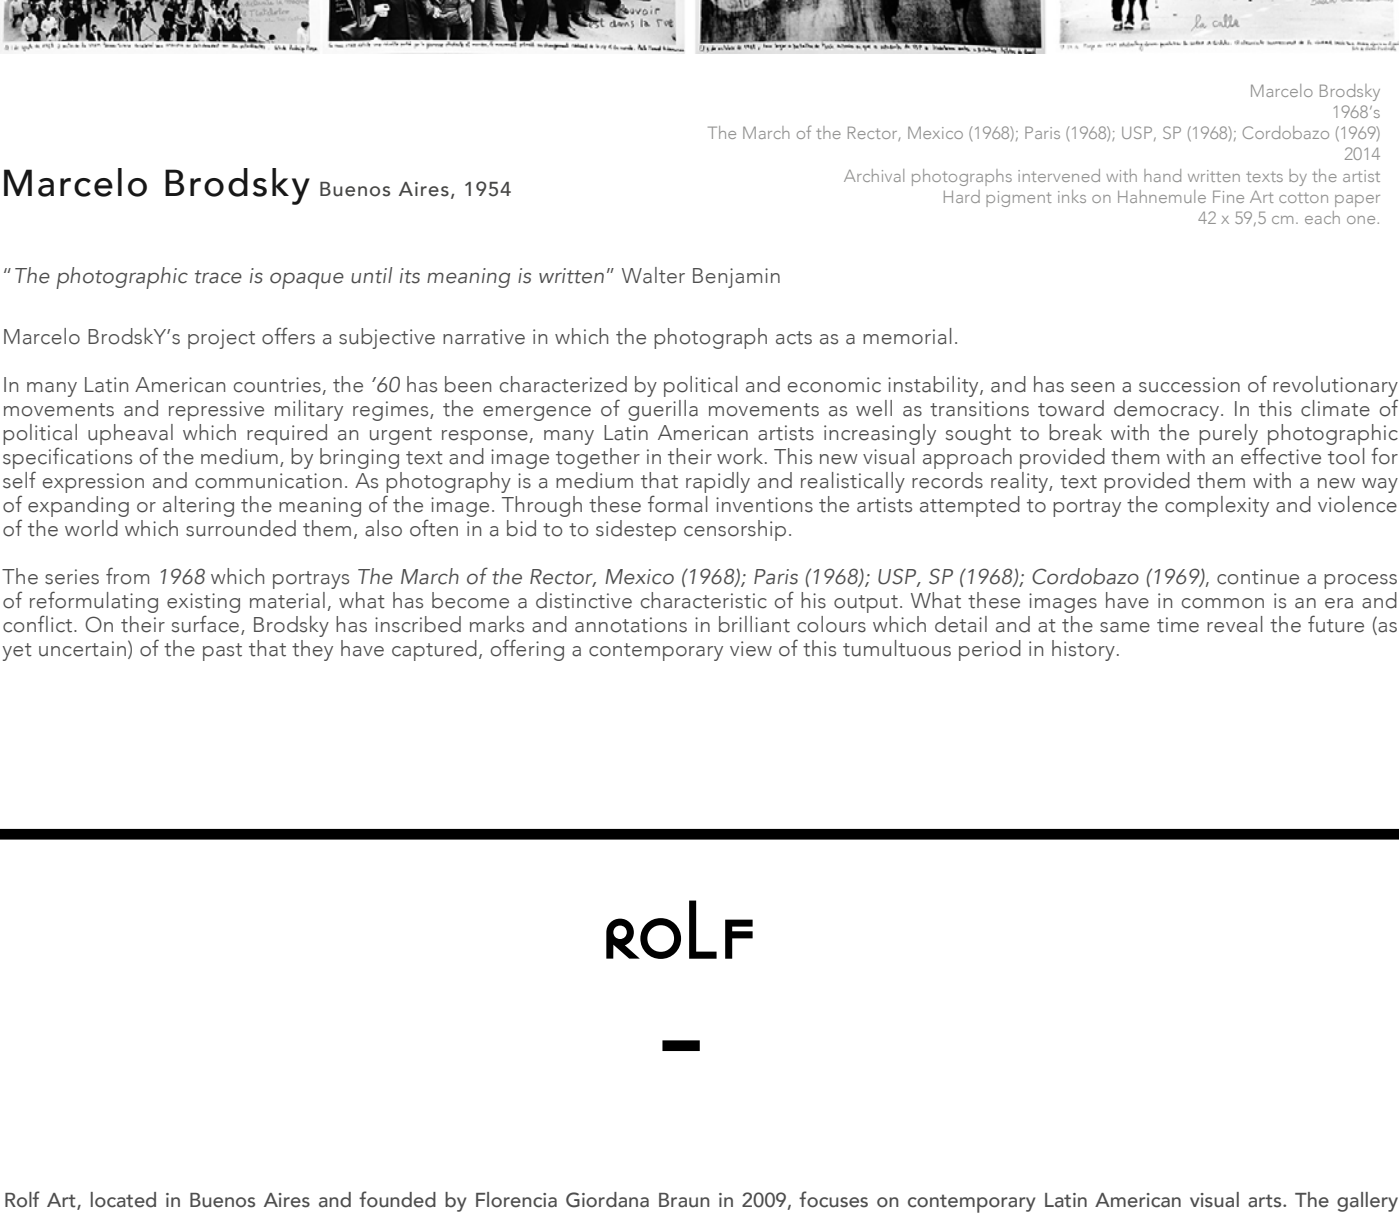 pouvoir
est dans la rue
la calle
Marcelo Brodsky
1968's
The March of the Rector, Mexico (1968); Paris (1968); USP, SP (1968); Cordobazo (1969)
2014
Archival photographs intervened with hand written texts by the artist
Hard pigment inks on Hahnemule Fine Art cotton paper
42 x 59,5 cm. each one.
Marcelo Brodsky Buenos Aires, 1954
“The photographic trace is opaque until its meaning is written” Walter Benjamin
Marcelo BrodskY’s project offers a subjective narrative in which the photograph acts as a memorial.
In many Latin American countries, the ’60 has been characterized by political and economic instability, and has seen a succession of revolutionary
movements and repressive military regimes, the emergence of guerilla movements as well as transitions toward democracy. In this climate of
political upheaval which required an urgent response, many Latin American artists increasingly sought to break with the purely photographic
specifications of the medium, by bringing text and image together in their work. This new visual approach provided them with an effective tool for
self expression and communication. As photography is a medium that rapidly and realistically records reality, text provided them with a new way
of expanding or altering the meaning of the image. Through these formal inventions the artists attempted to portray the complexity and violence
of the world which surrounded them, also often in a bid to to sidestep censorship.
The series from 1968 which portrays The March of the Rector, Mexico (1968); Paris (1968); USP, SP (1968); Cordobazo (1969), continue a process
of reformulating existing material, what has become a distinctive characteristic of his output. What these images have in common is an era and
conflict. On their surface, Brodsky has inscribed marks and annotations in brilliant colours which detail and at the same time reveal the future (as
yet uncertain) of the past that they have captured, offering a contemporary view of this tumultuous period in history.
ROLF
Rolf Art, located in Buenos Aires and founded by Florencia Giordana Braun in 2009, focuses on contemporary Latin American visual arts. The gallery